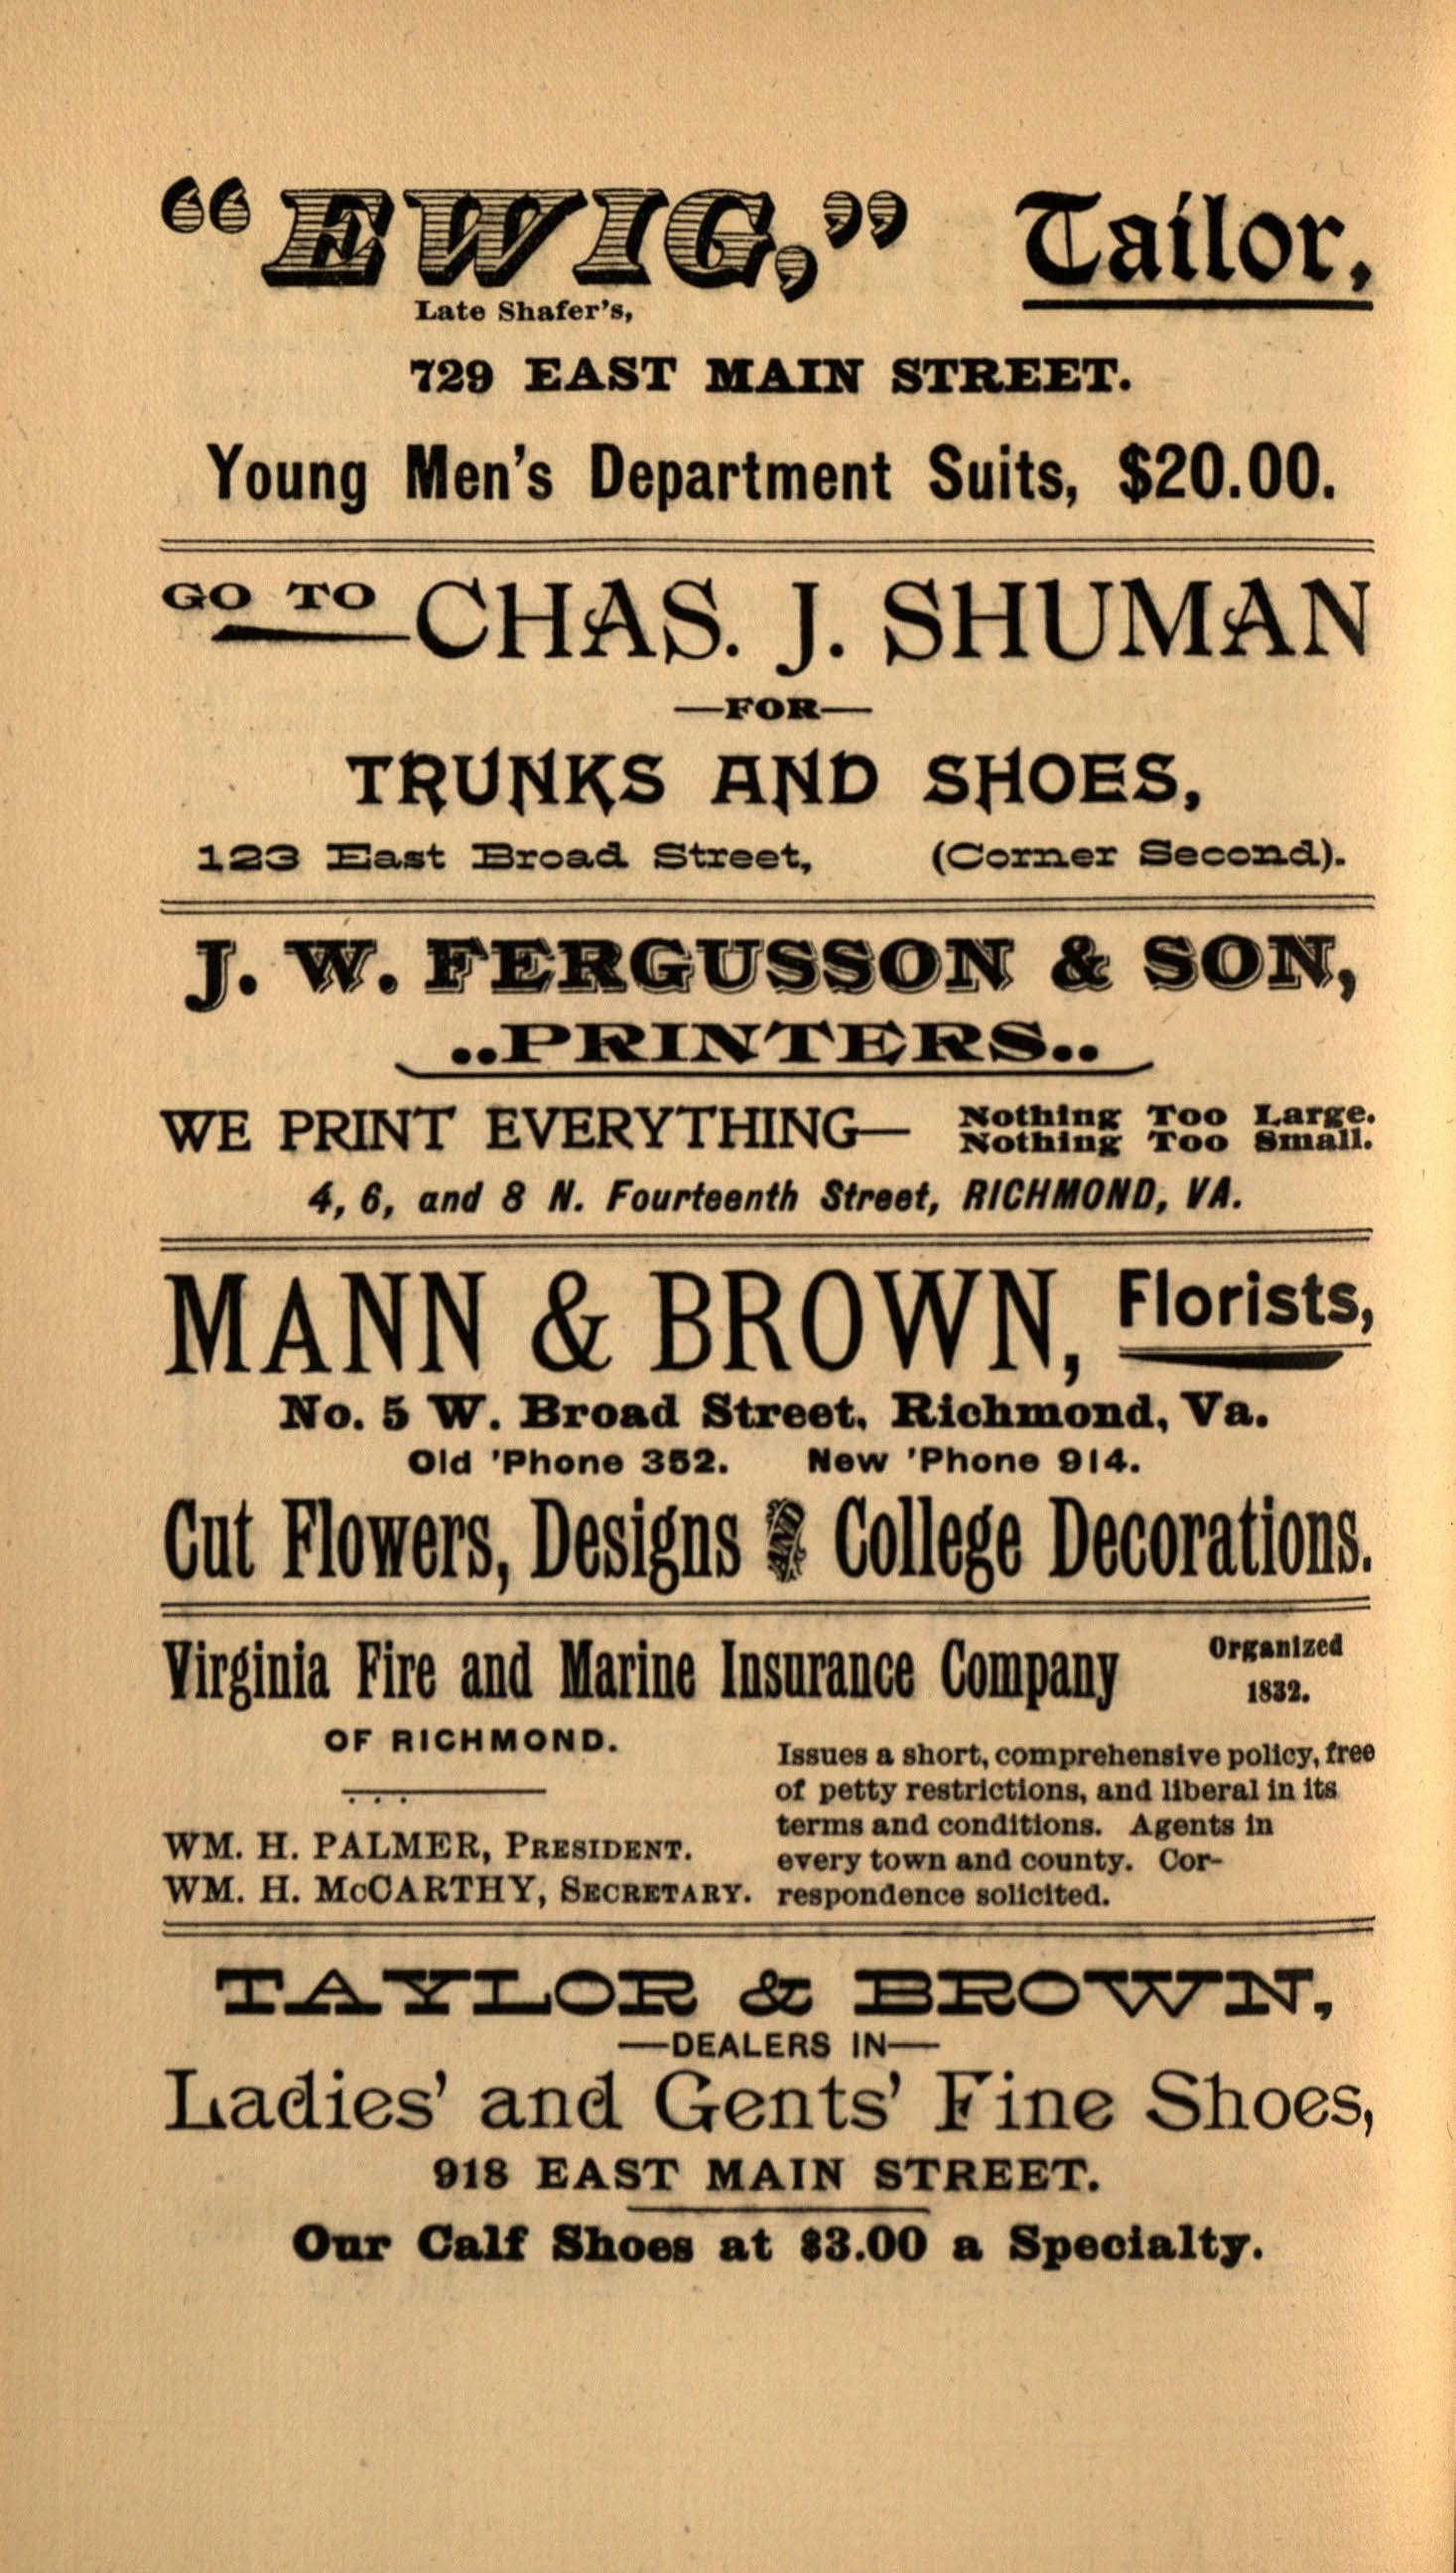 “EWIG,” Tailor,
Late Shafer's,
729 EAST MAIN STREET.
Young Men's Department Suits, $20.00.
GO TO CHAS. J. SHUMAN
—FOR—
TRUNKS AND SHOES,
123 East Broad Street, (Corner Second).
J. W. FERGUSSON & SON,
..PRINTERS..
WE PRINT EVERYTHING— Nothing Too Large.
Nothing Too Small.
4, 6, and 8 N. Fourteenth Street, RICHMOND, VA.
MANN & BROWN, Florists,
No. 5 W. Broad Street, Richmond, Va.
Old 'Phone 352. New 'Phone 914.
Cut Flowers, Designs and College Decorations.
Virginia Fire and Marine Insurance Company
Organized
1832.
OF RICHMOND.
WM. H. PALMER, PRESIDENT.
WM. H. McCARTHY, SECRETARY.
Issues a short, comprehensive policy, free
of petty restrictions, and liberal in its
terms and conditions. Agents in
every town and county. Cor-
respondence solicited.
TAYLOR & BROWN,
—DEALERS IN—
Ladies' and Gents' Fine Shoes,
918 EAST MAIN STREET.
Our Calf Shoes at $3.00 a Specialty.